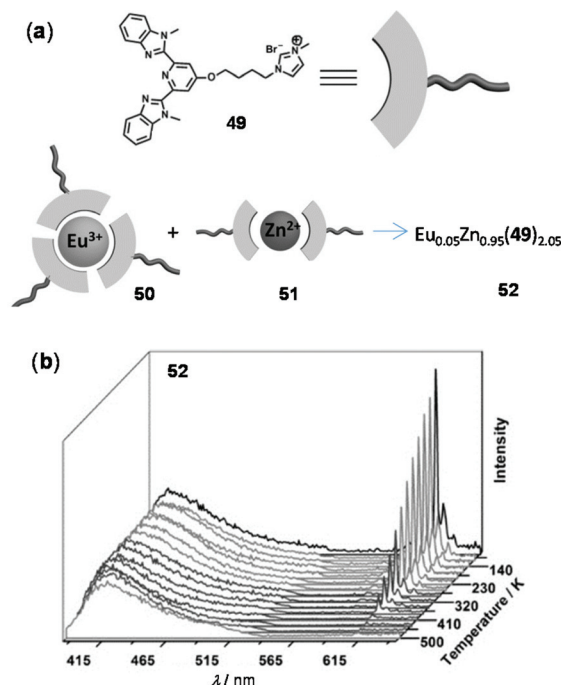 (a)
N
N
N
N
N
O
Br⁻
⊕
N
N
49
Eu³⁺
50
+
Zn²⁺
51
Eu₀.₀₅Zn₀.₉₅(49)₂.₀₅
52
(b)
52
Intensity
140
230
320
410
500
Temperature / K
415 465 515 565 615
λ/ nm